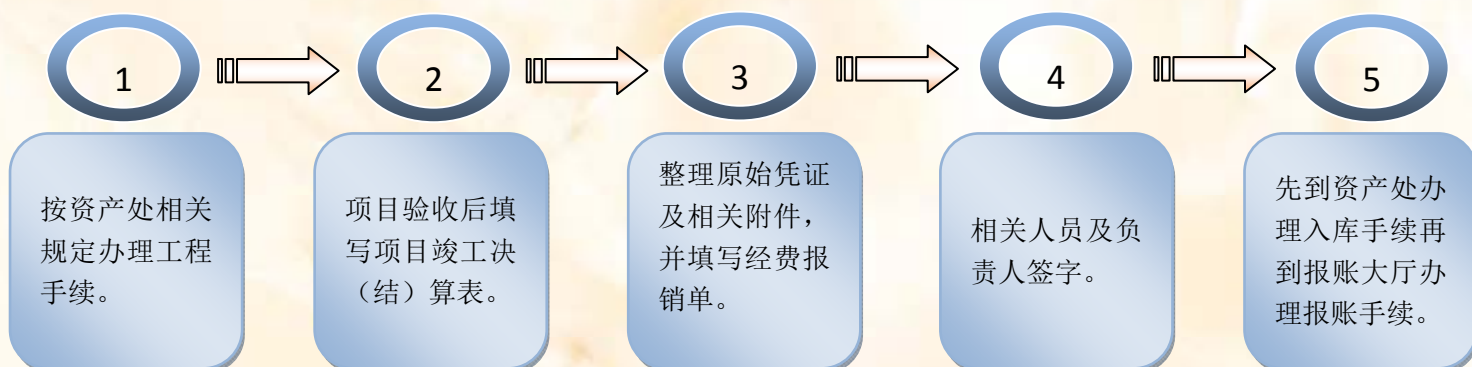 1
2
3
4
5
按资产处相关
规定办理工程
手续。
项目验收后填
写项目竣工决
（结）算表。
整理原始凭证
及相关附件，
并填写经费报
销单。
相关人员及负
责人签字。
先到资产处办
理入库手续再
到报账大厅办
理报账手续。